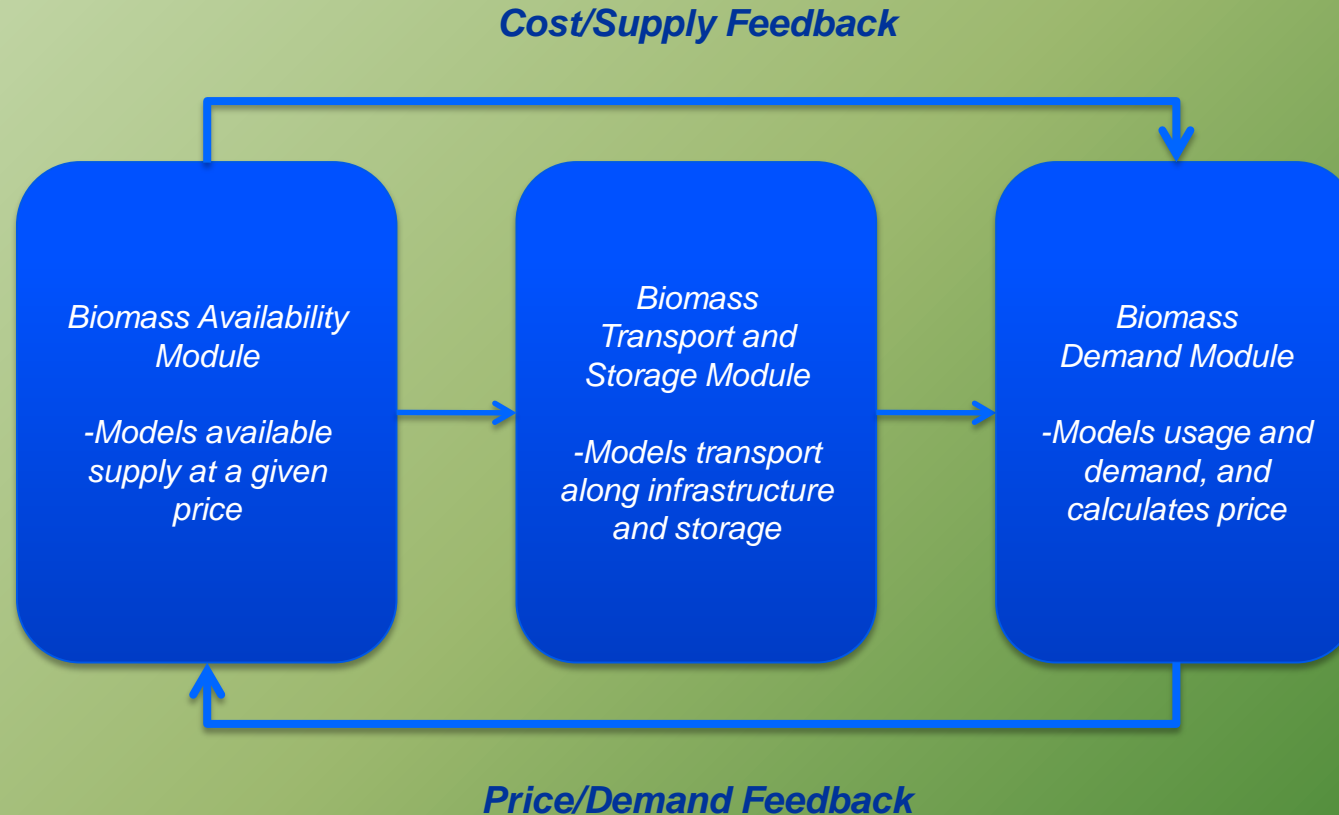 Cost/Supply Feedback
Biomass Availability
Module
-Models available
supply at a given
price
Biomass
Transport and
Storage Module
-Models transport
along infrastructure
and storage
Biomass
Demand Module
-Models usage and
demand, and
calculates price
Price/Demand Feedback